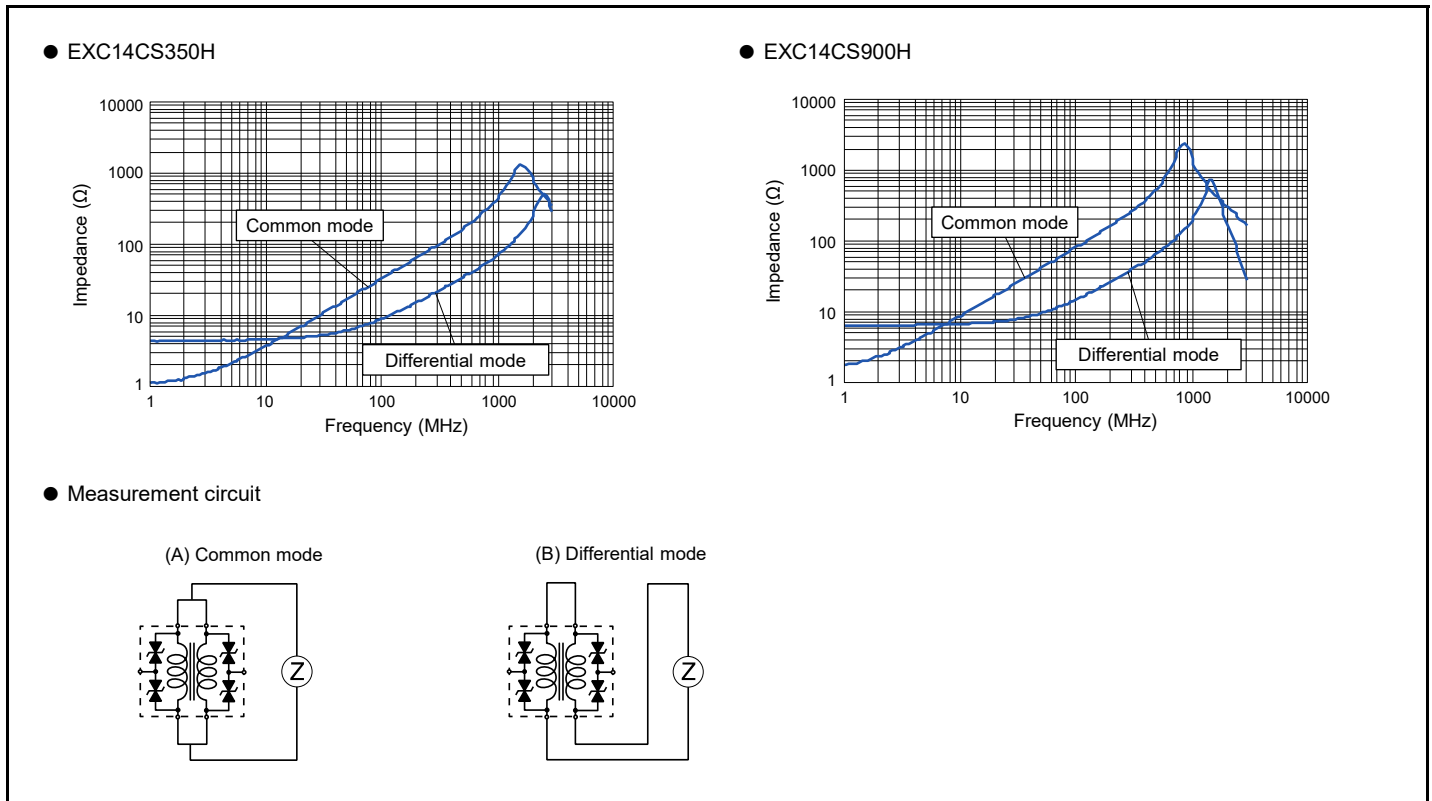 ● EXC14CS350H
10000
1000
100
10
1
Impedance (Ω)
Common mode
Differential mode
1 10 100 1000 10000
Frequency (MHz)
● EXC14CS900H
10000
1000
100
10
1
Impedance (Ω)
Common mode
Differential mode
1 10 100 1000 10000
Frequency (MHz)
● Measurement circuit
(A) Common mode
Z
(B) Differential mode
Z